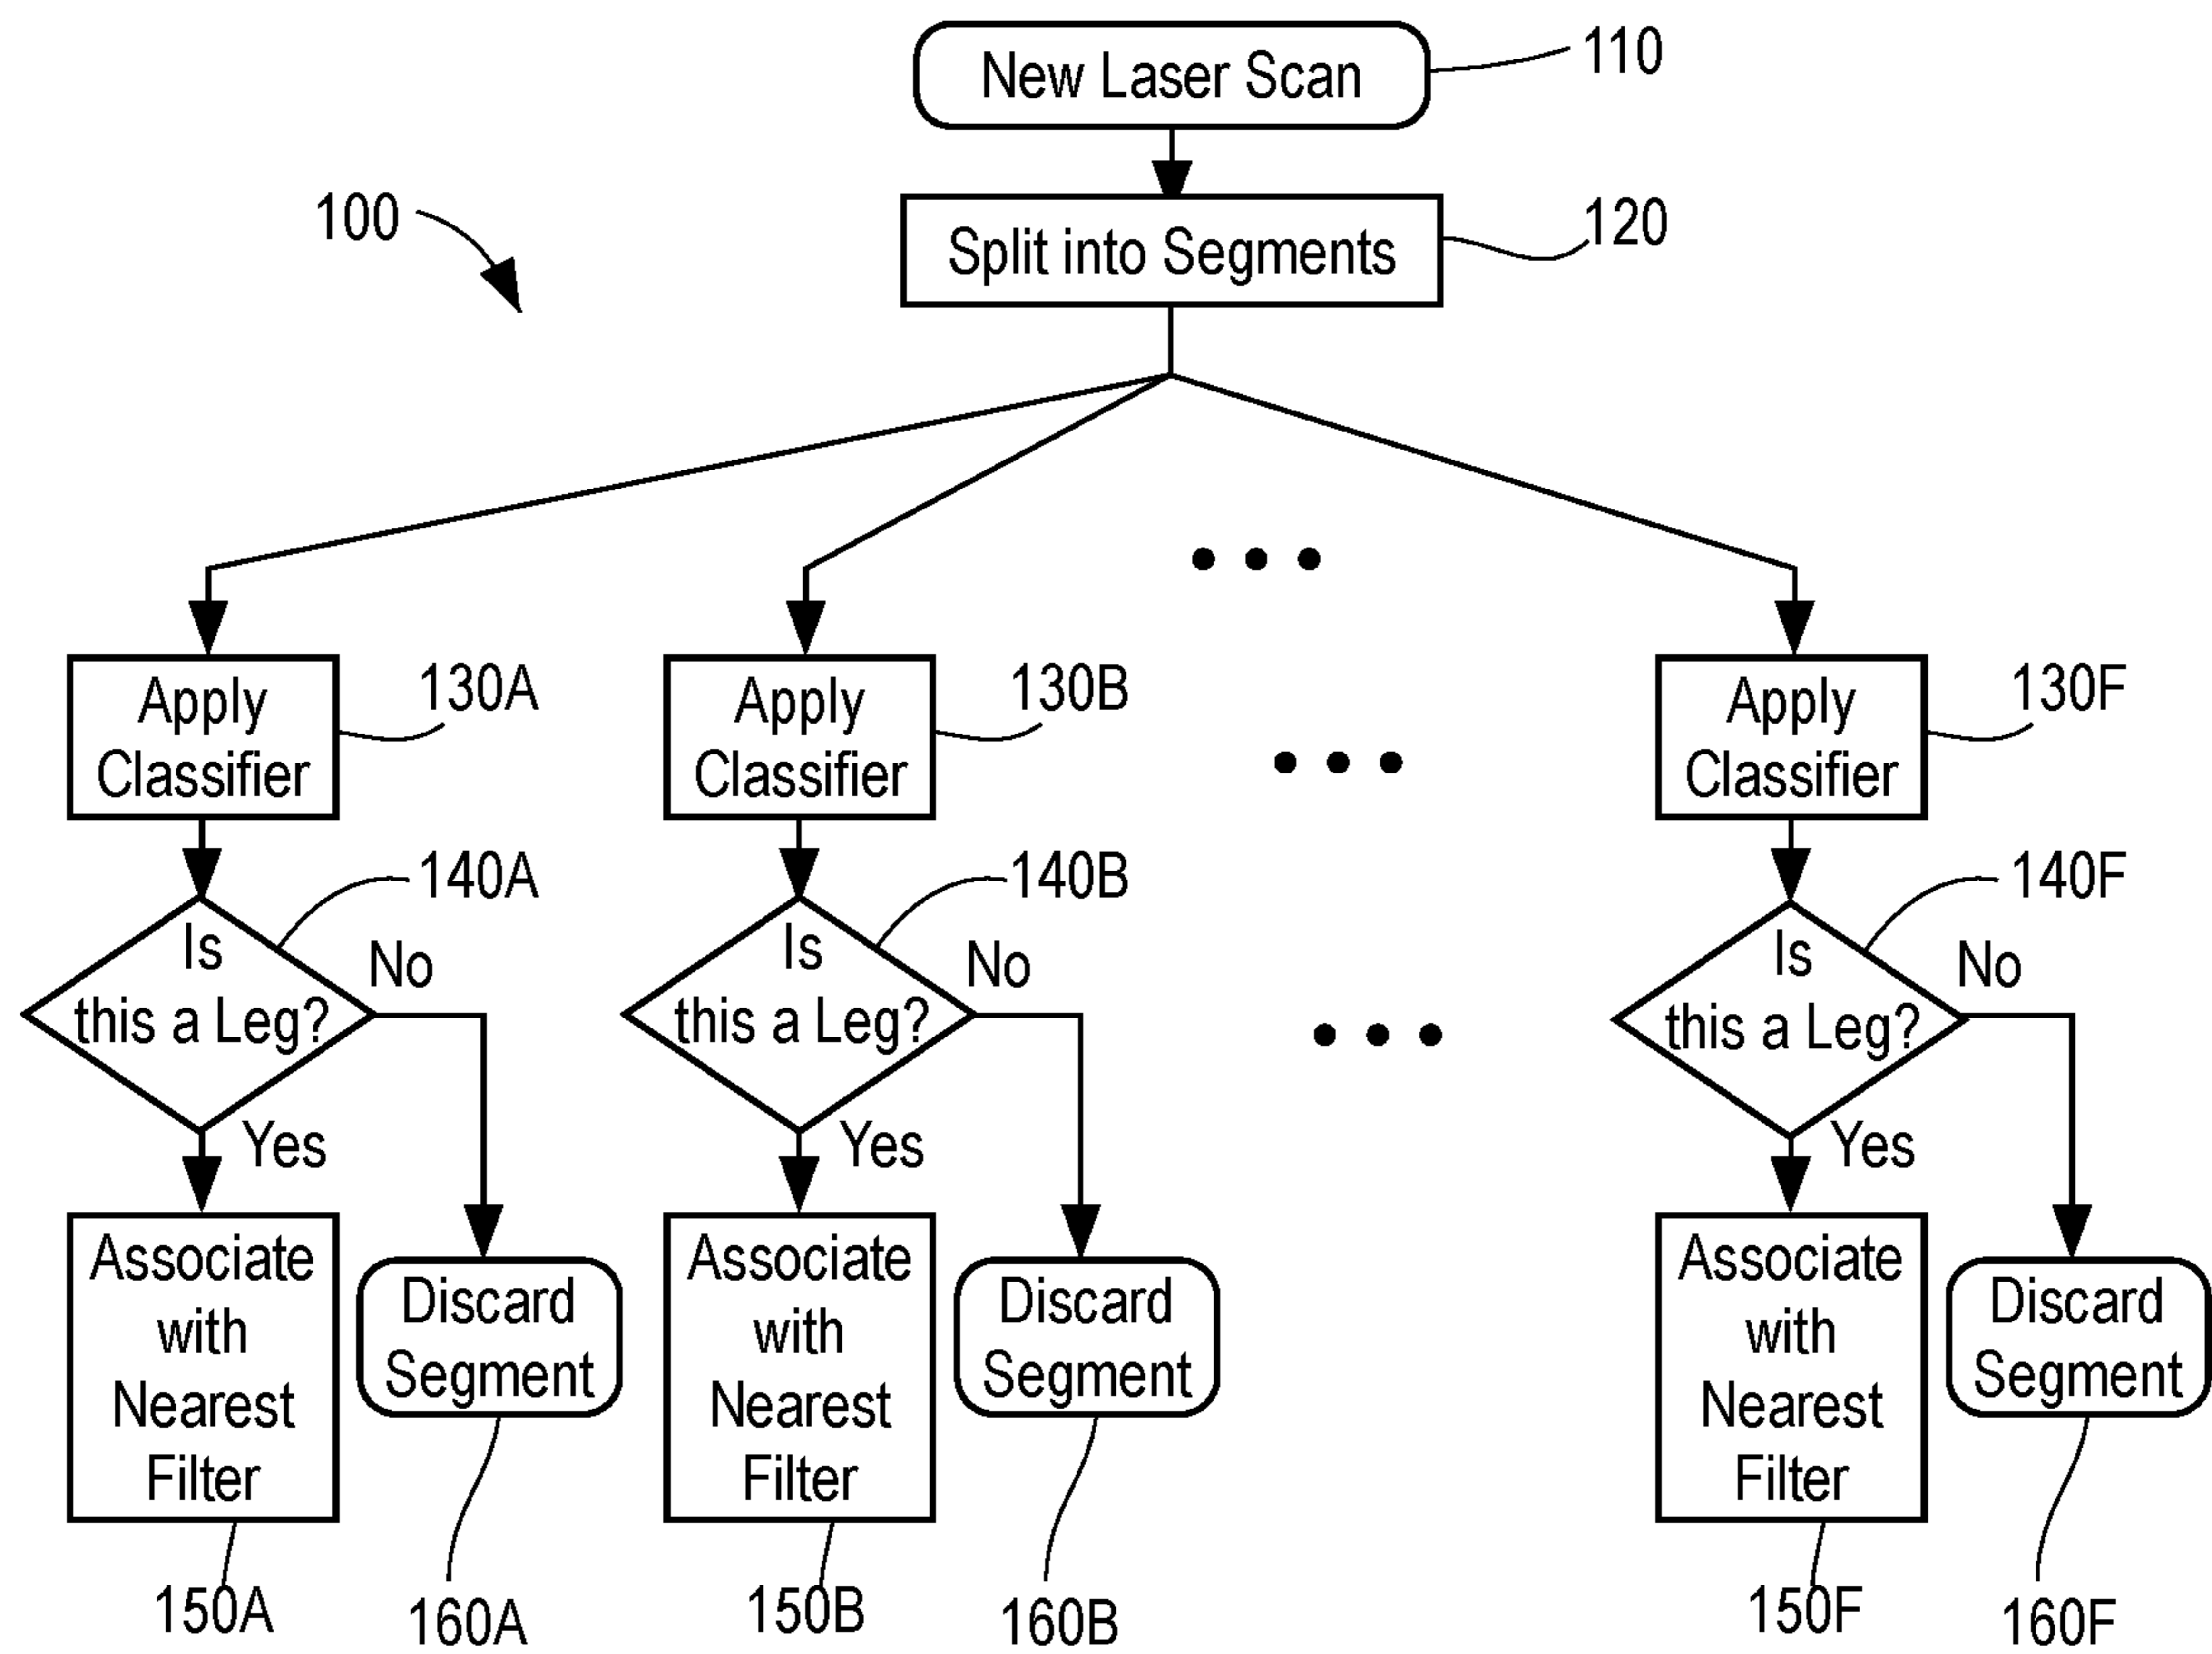 New Laser Scan
110
100
Split into Segments
120
Apply
Classifier
130A
Apply
Classifier
130B
Apply
Classifier
130F
Is
this a Leg?
140A
No
Yes
Is
this a Leg?
140B
No
Yes
Is
this a Leg?
140F
No
Yes
Associate
with
Nearest
Filter
Discard
Segment
Associate
with
Nearest
Filter
Discard
Segment
Associate
with
Nearest
Filter
Discard
Segment
150A
160A
150B
160B
150F
160F